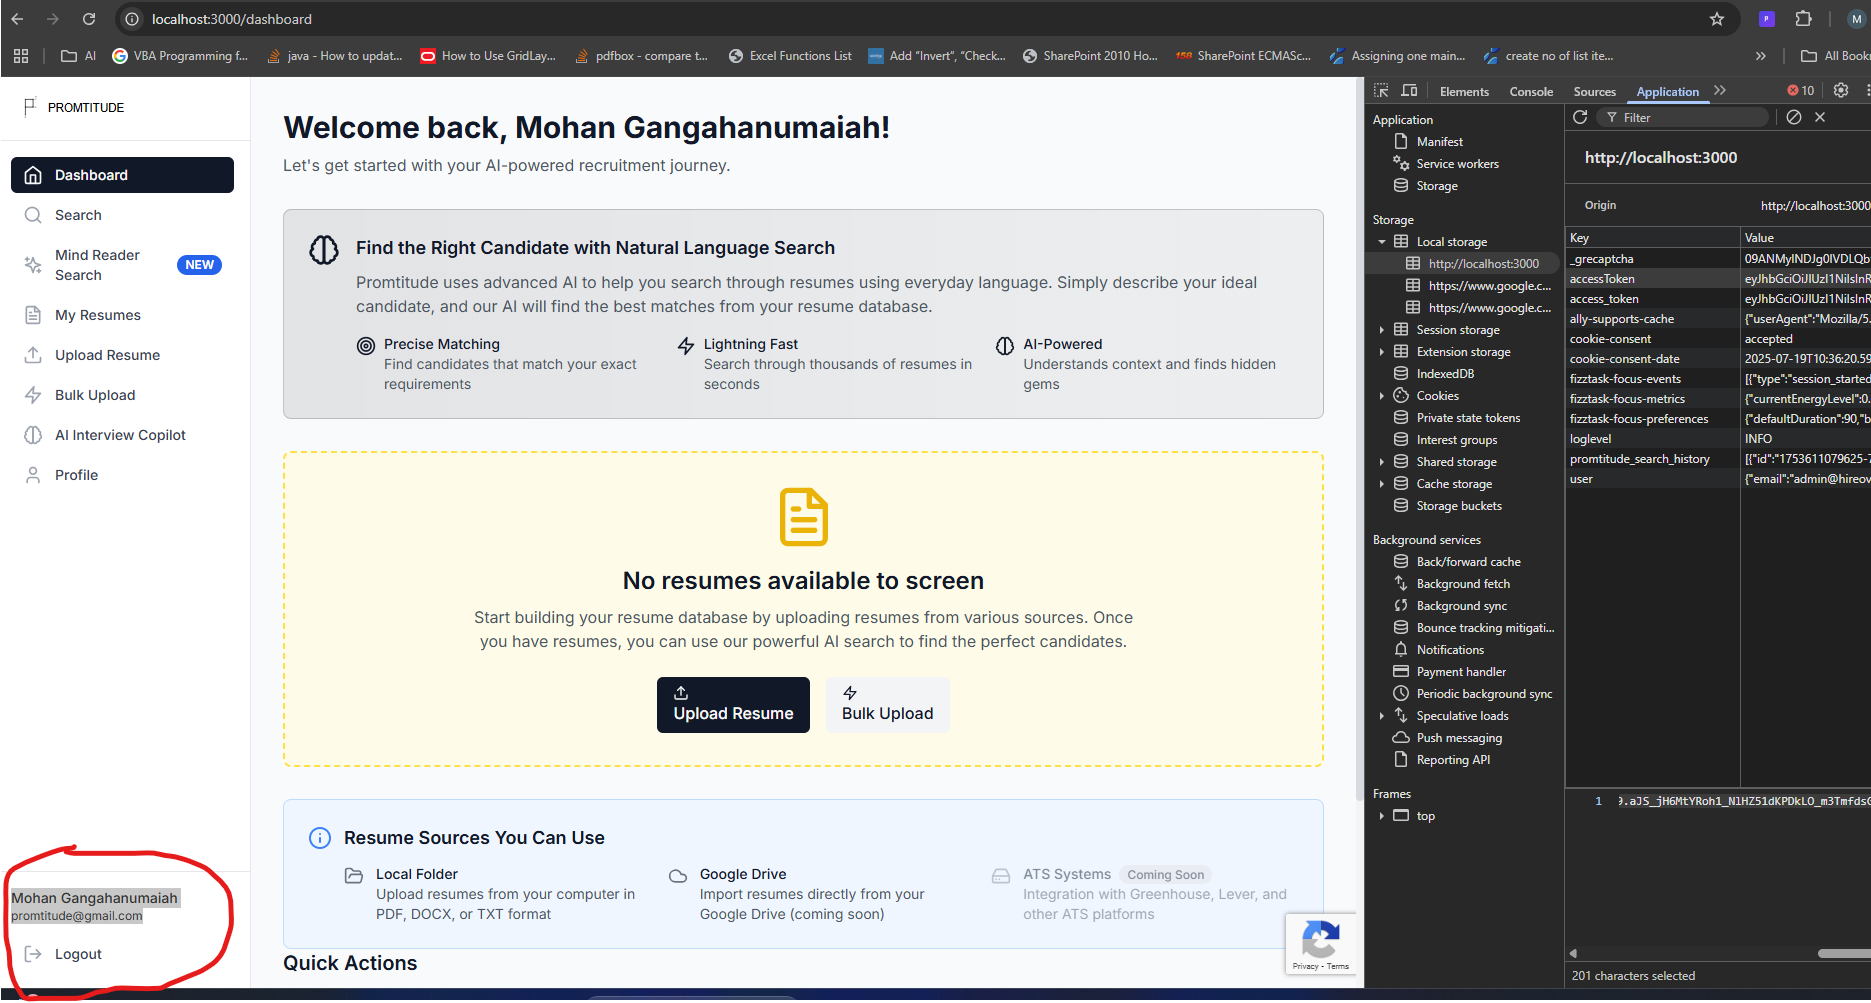 localhost:3000/dashboard
M
AI
VBA Programming f...
java - How to updat...
How to Use GridLay...
pdfbox - compare t...
Excel Functions List
Add “Invert”, “Check...
SharePoint 2010 Ho...
158
SharePoint ECMASc...
Assigning one main...
create no of list ite...
All Bookr
PROMTITUDE
Dashboard
Search
Mind Reader
Search
NEW
My Resumes
Upload Resume
Bulk Upload
AI Interview Copilot
Profile
Mohan Gangahanumaiah
promtitude@gmail.com
Logout
Welcome back, Mohan Gangahanumaiah!
Let's get started with your AI-powered recruitment journey.
Find the Right Candidate with Natural Language Search
Promtitude uses advanced AI to help you search through resumes using everyday language. Simply describe your ideal
candidate, and our AI will find the best matches from your resume database.
Precise Matching
Find candidates that match your exact
requirements
Lightning Fast
Search through thousands of resumes in
seconds
AI-Powered
Understands context and finds hidden
gems
No resumes available to screen
Start building your resume database by uploading resumes from various sources. Once
you have resumes, you can use our powerful AI search to find the perfect candidates.
Upload Resume
Bulk Upload
Resume Sources You Can Use
Local Folder
Upload resumes from your computer in
PDF, DOCX, or TXT format
Google Drive
Import resumes directly from your
Google Drive (coming soon)
ATS Systems Coming Soon
Integration with Greenhouse, Lever, and
other ATS platforms
Privacy - Terms
Quick Actions
Elements
Console
Sources
Application
10
Application
Manifest
Service workers
Storage
Storage
Local storage
http://localhost:3000
https://www.google.c...
https://www.google.c...
Session storage
Extension storage
IndexedDB
Cookies
Private state tokens
Interest groups
Shared storage
Cache storage
Storage buckets
Background services
Back/forward cache
Background fetch
Background sync
Bounce tracking mitigati...
Notifications
Payment handler
Periodic background sync
Speculative loads
Push messaging
Reporting API
Frames
top
Filter
http://localhost:3000
Origin http://localhost:3000
Key Value
_grecaptcha
accessToken
access_token
ally-supports-cache {"userAgent":"Mozilla/5.
cookie-consent accepted
cookie-consent-date 2025-07-19T10:36:20.59
fizztask-focus-events [{"type":"session_started
fizztask-focus-metrics {"currentEnergyLevel":0.
fizztask-focus-preferences {"defaultDuration":90,"b
loglevel INFO
promtitude_search_history [{"id":"1753611079625-7
user {"email":"admin@hireov
1
201 characters selected